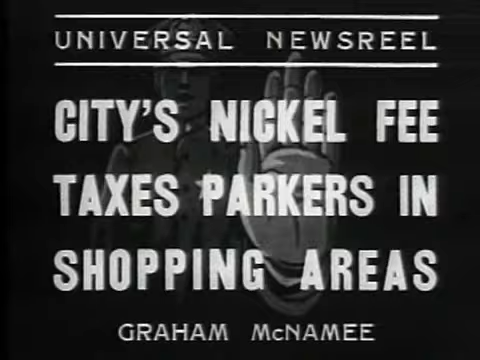 UNIVERSAL NEWSREEL
CITY'S NICKEL FEE
TAXES PARKERS IN
SHOPPING AREAS
GRAHAM McNAMEE